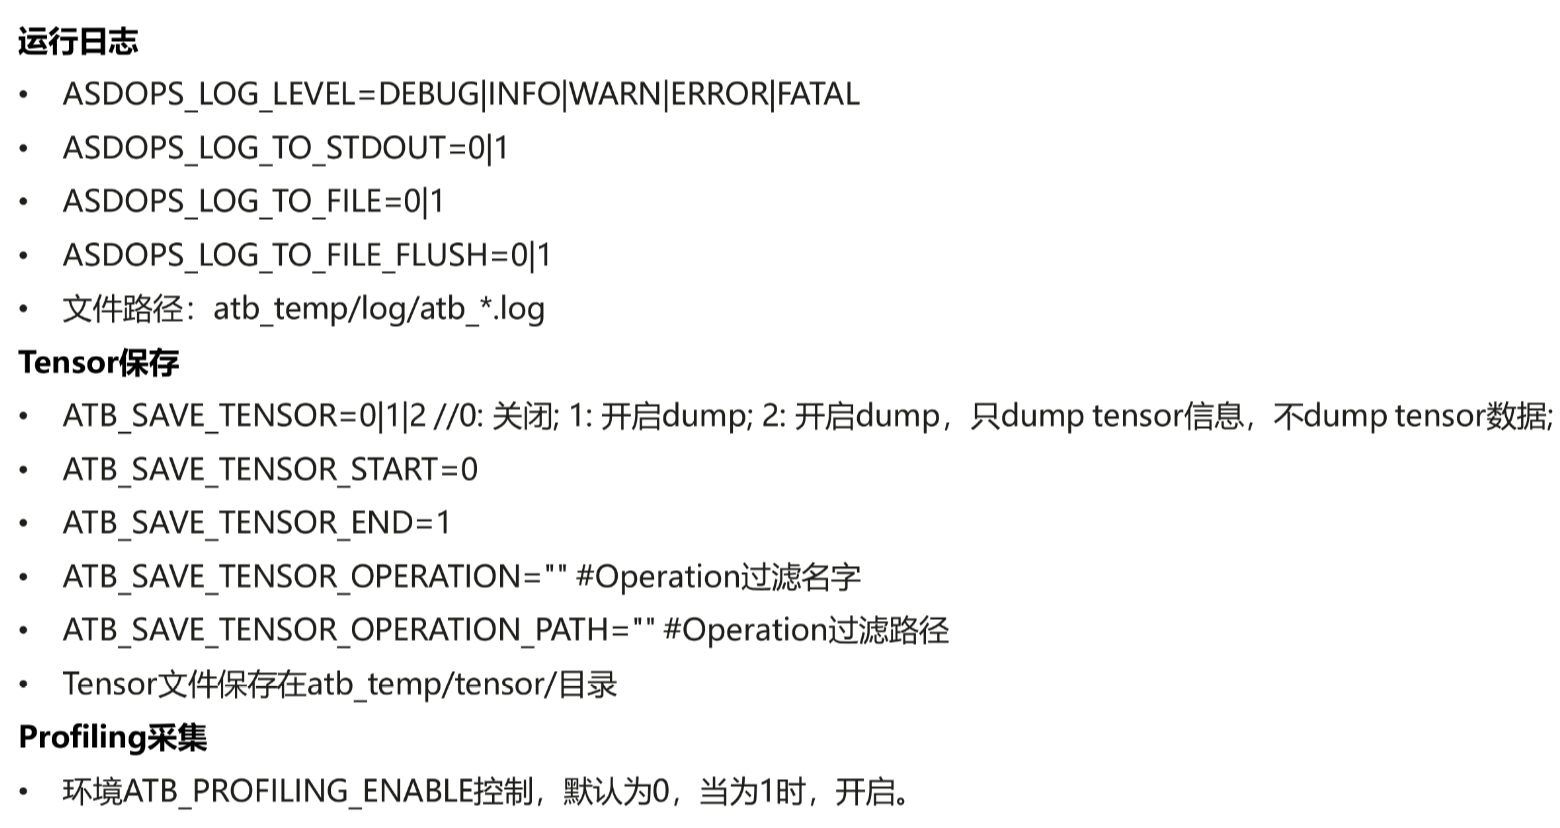 运行日志
• ASDOPS_LOG_LEVEL=DEBUG|INFO|WARN|ERROR|FATAL
• ASDOPS_LOG_TO_STDOUT=0|1
• ASDOPS_LOG_TO_FILE=0|1
• ASDOPS_LOG_TO_FILE_FLUSH=0|1
• 文件路径：atb_temp/log/atb_*.log
Tensor保存
• ATB_SAVE_TENSOR=0|1|2 //0: 关闭; 1: 开启dump; 2: 开启dump，只dump tensor信息，不dump tensor数据;
• ATB_SAVE_TENSOR_START=0
• ATB_SAVE_TENSOR_END=1
• ATB_SAVE_TENSOR_OPERATION="" #Operation过滤名字
• ATB_SAVE_TENSOR_OPERATION_PATH="" #Operation过滤路径
• Tensor文件保存在atb_temp/tensor/目录
Profiling采集
• 环境ATB_PROFILING_ENABLE控制，默认为0，当为1时，开启。